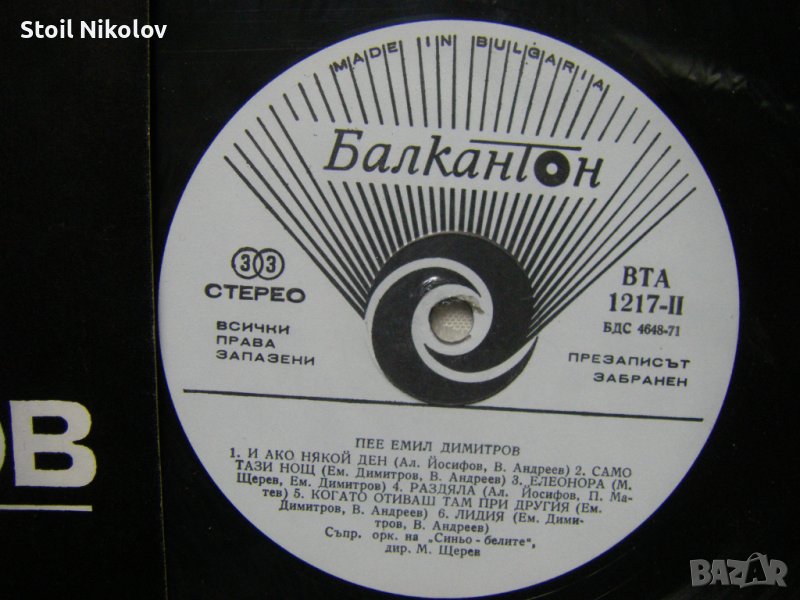 Stoil Nikolov
MADE IN BULGARIA
Балкантон
33
СТЕРЕО
ВСИЧКИ
ПРАВА
ЗАПАЗЕНИ
ВТА
1217-II
БДС 4648-71
ПРЕЗАПИСЪТ
ЗАБРАНЕН
ОВ
ПЕЕ ЕМИЛ ДИМИТРОВ
1. И АКО НЯКОЙ ДЕН (Ал. Йосифов, В. Андреев) 2. САМО
ТАЗИ НОЩ (Ем. Димитров, В. Андреев) 3. ЕЛЕОНОРА (М.
Щерев, Ем. Димитров) 4. РАЗДЯЛА (Ал. Йосифов, П. Ма-
тев) 5. КОГАТО ОТИВАШ ТАМ ПРИ ДРУГИЯ (Ем.
Димитров, В. Андреев) 6. ЛИДИЯ (Ем. Дими-
тров, В. Андреев)
Съпр. орк. на „Синьо - белите",
дир. М. Щерев
BAZAR